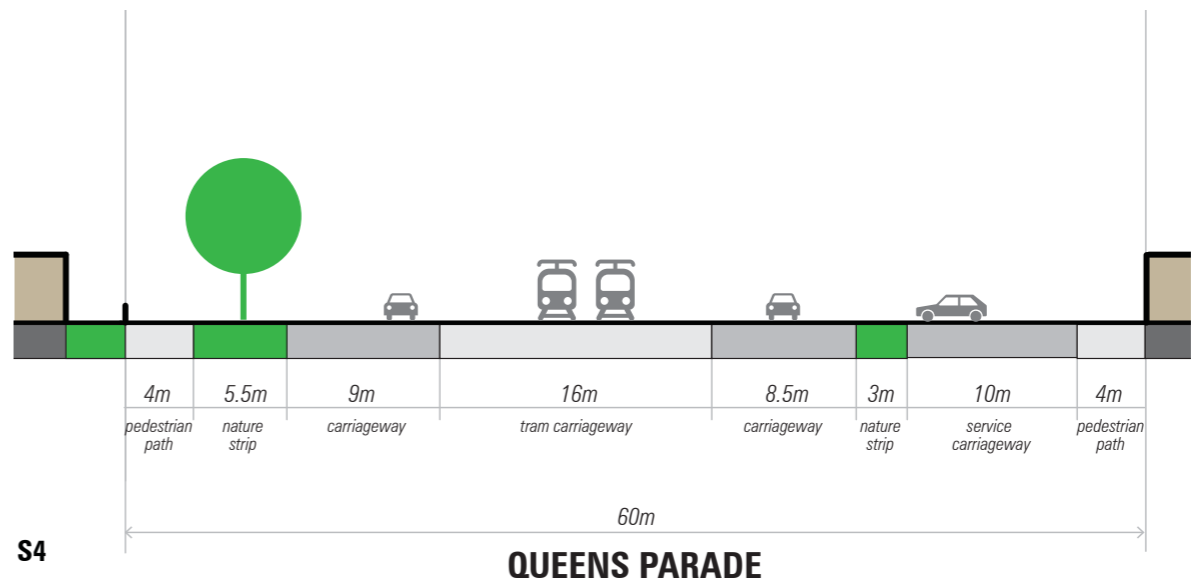 4m 5.5m 9m 16m 8.5m 3m 10m 4m
pedestrian path
nature strip
carriageway
tram carriageway
carriageway
nature strip
service carriageway
pedestrian path
60m
S4
QUEENS PARADE